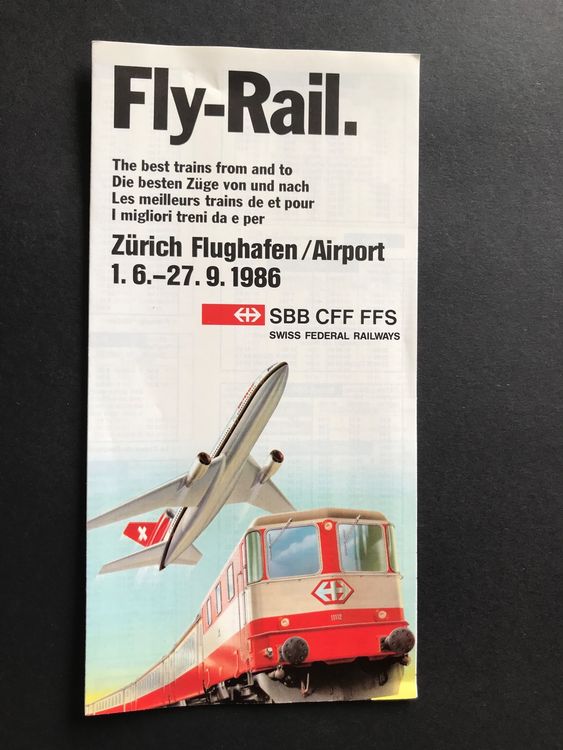 Fly-Rail.
The best trains from and to
Die besten Züge von und nach
Les meilleurs trains de et pour
I migliori treni da e per
Zürich Flughafen/Airport
1. 6.–27. 9. 1986
SBB CFF FFS
SWISS FEDERAL RAILWAYS
11112